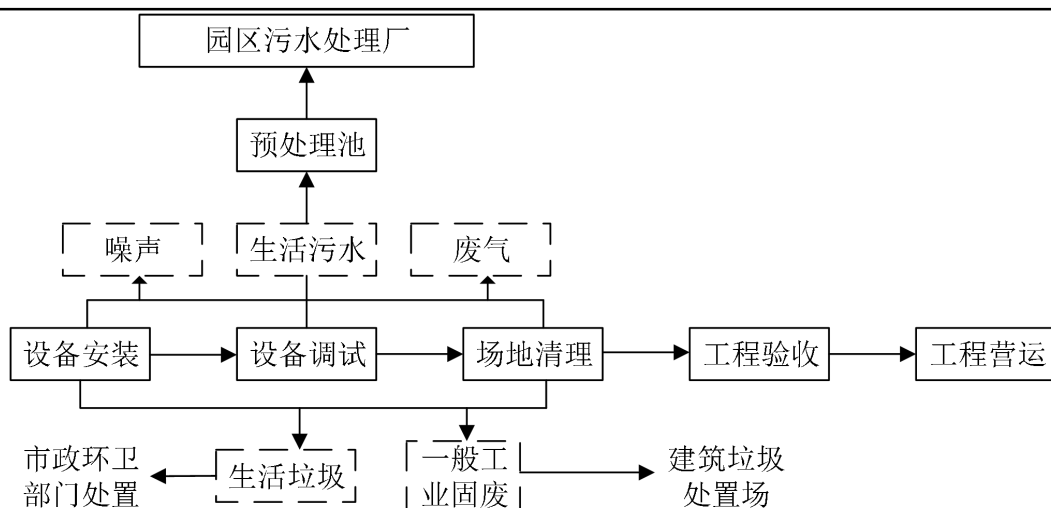 园区污水处理厂
预处理池
噪声
生活污水
废气
设备安装
设备调试
场地清理
工程验收
工程营运
市政环卫
部门处置
生活垃圾
一般工
业固废
建筑垃圾
处置场